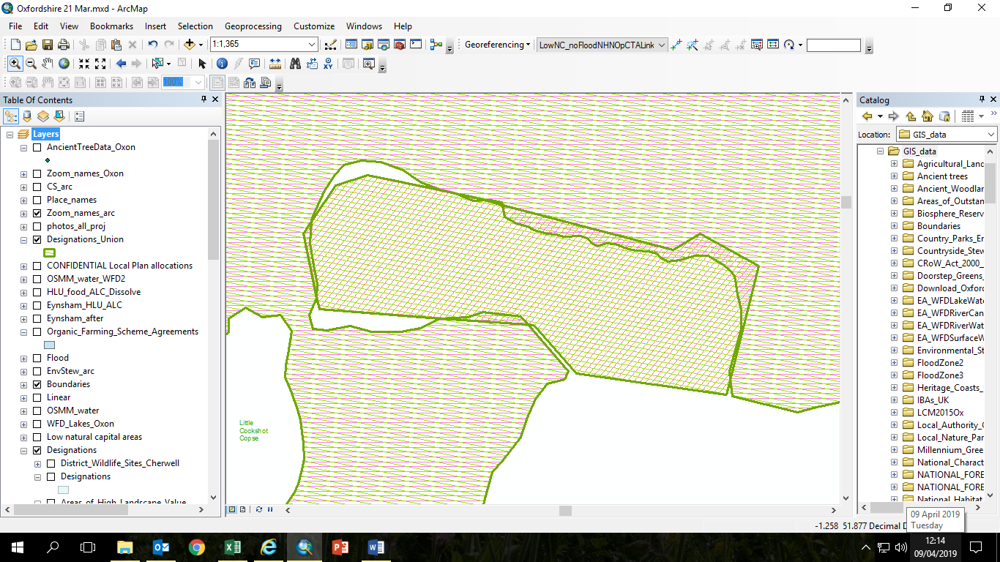 Oxfordshire 21 Mar.mxd - ArcMap
File Edit View Bookmarks Insert Selection Geoprocessing Customize Windows Help
1:1,365 Georeferencing LowNC_noFloodNHNOpCTALink
100%
Table Of Contents
Layers
AncientTreeData_Oxon
Zoom_names_Oxon
CS_arc
Place_names
Zoom_names_arc
photos_all_proj
Designations_Union
CONFIDENTIAL Local Plan allocations
OSMM_water_WFD2
HLU_food_ALC_Dissolve
Eynsham_HLU_ALC
Eynsham_after
Organic_Farming_Scheme_Agreements
Flood
EnvStew_arc
Boundaries
Linear
OSMM_water
WFD_Lakes_Oxon
Low natural capital areas
Designations
District_Wildlife_Sites_Cherwell
Designations
Areas_of_High_Landscape_Value
Little
Cookshot
Copse
Catalog
Location: GIS_data
GIS_data
Agricultural_Lanc
Ancient trees
Ancient_Woodlar
Areas_of_Outstan
Biosphere_Reserv
Boundaries
Country_Parks_Er
Countryside_Stew
CRoW_Act_2000_
Doorstep_Greens_
Download_Oxfor
EA_WFDLakeWate
EA_WFDRiverCan
EA_WFDRiverWat
EA_WFDSurfaceW
Environmental_St
FloodZone2
FloodZone3
Heritage_Coasts_
IBAs_UK
LCM2015Ox
Local_Authority_C
Local_Nature_Par
Millennium_Gree
National_Charact
NATIONAL_FORE
NATIONAL_FORE
National_Habitat
-1.258 51.877 Decimal D
09 April 2019
Tuesday
12:14
09/04/2019